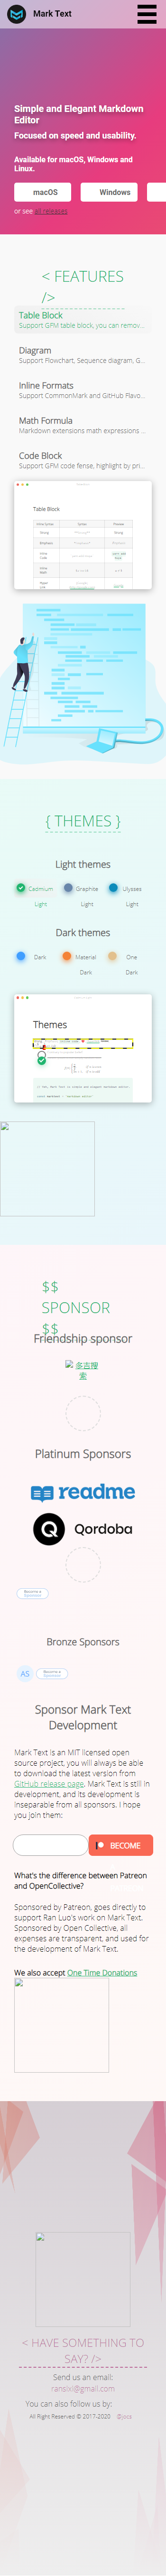 Mark Text
Simple and Elegant Markdown
Editor
Focused on speed and usability.
Available for macOS, Windows and
Linux.
macOS
Windows
or see all releases
< FEATURES
/>
Table Block
Support GFM table block, you can remov...
Diagram
Support Flowchart, Sequence diagram, G...
Inline Formats
Support CommonMark and GitHub Flavo...
Math Formula
Markdown extensions math expressions ...
Code Block
Support GFM code fense, highlight by pri...
Table Block
{ THEMES }
Light themes
Cadmium
Light
Graphite
Light
Ulysses
Light
Dark themes
Dark
Material
Dark
One
Dark
Themes
$$
SPONSOR
$$
Friendship sponsor
多吉搜
索
Platinum Sponsors
readme
Qordoba
Become a
Bronze Sponsors
AS
Become a
Sponsor Mark Text
Development
Mark Text is an MIT licensed open
source project, you will always be able
to download the latest version from
GitHub release page. Mark Text is still in
development, and its development is
inseparable from all sponsors. I hope
you join them:
BECOME
What's the difference between Patreon
and OpenCollective?
Sponsored by Patreon, goes directly to
support Ran Luo's work on Mark Text.
Sponsored by Open Collective, all
expenses are transparent, and used for
the development of Mark Text.
We also accept One Time Donations
< HAVE SOMETHING TO
SAY? />
Send us an email:
ransixi@gmail.com
You can also follow us by:
All Right Reserved © 2017-2020 @Jocs